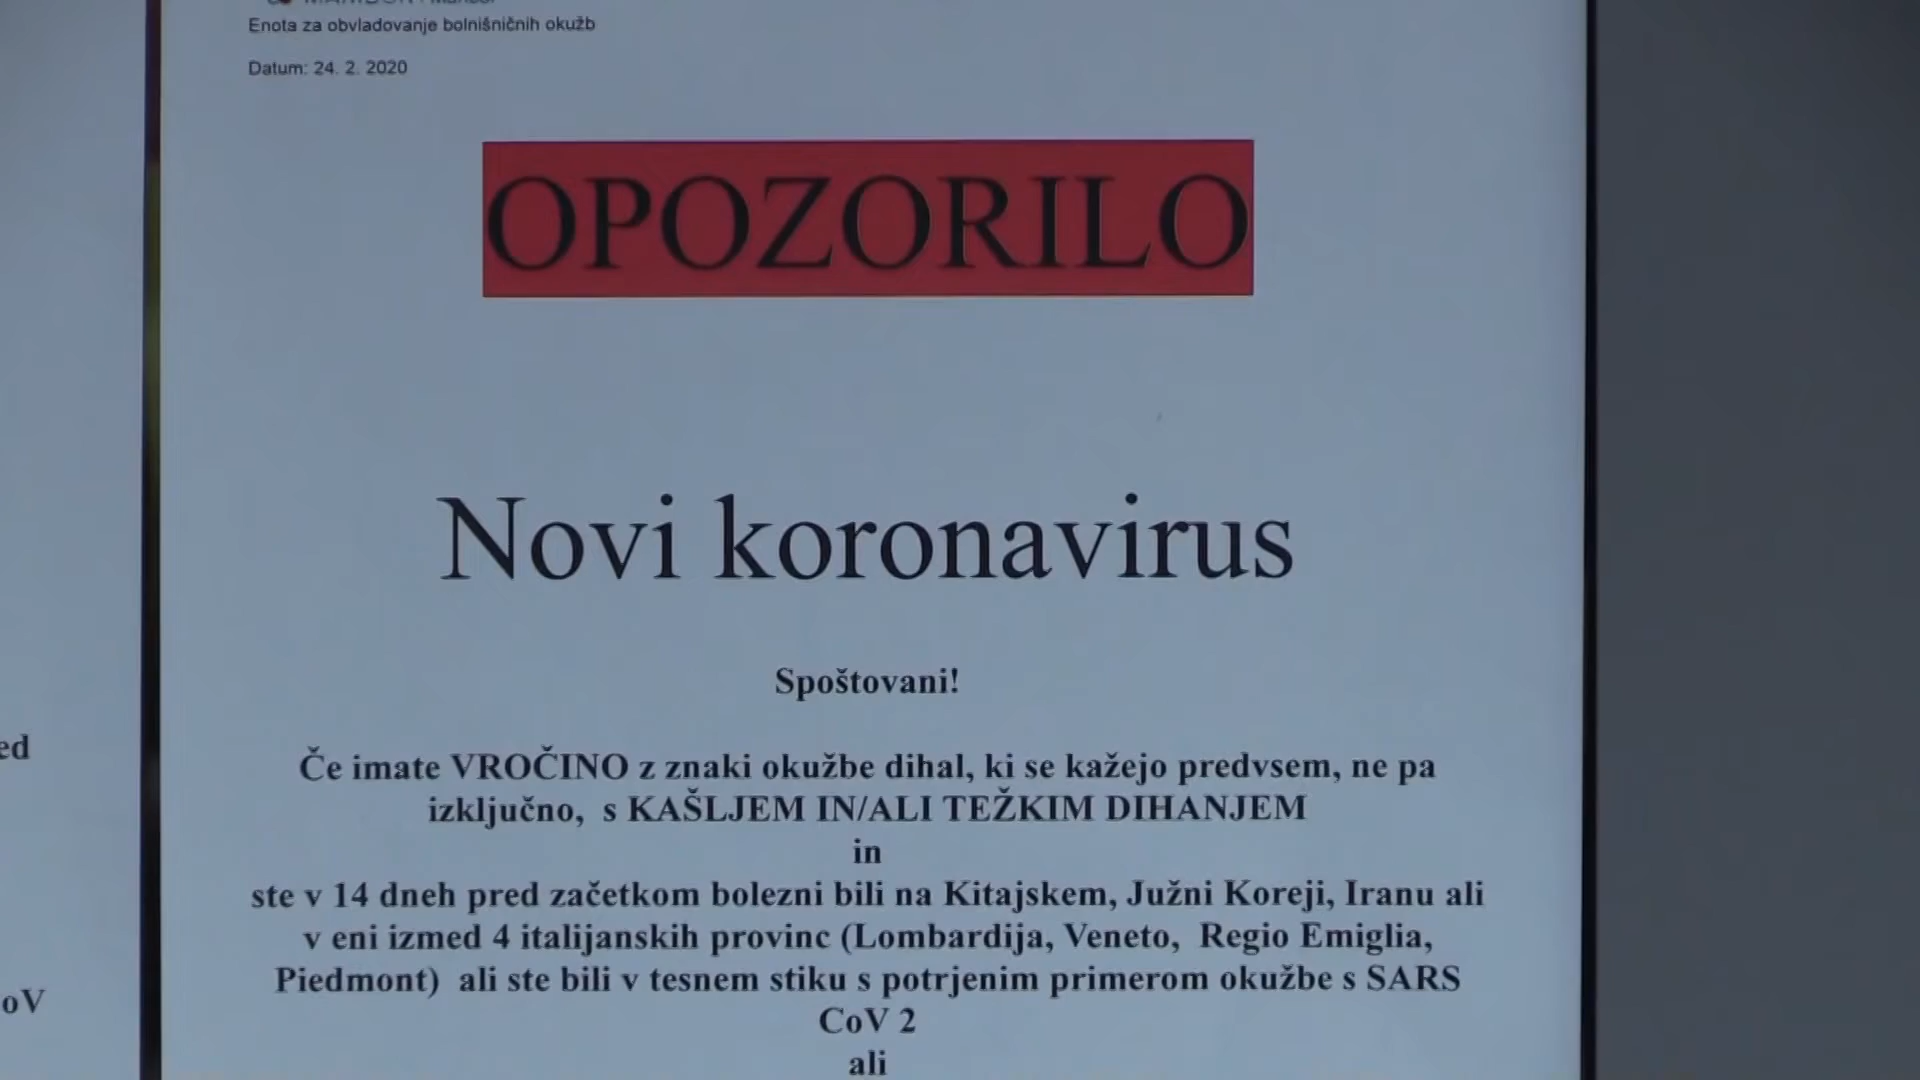 Enota za obvladovanje bolnišničnih okužb
Datum: 24. 2. 2020
OPOZORILO
Novi koronavirus
Spoštovani!
Če imate VROČINO z znaki okužbe dihal, ki se kažejo predvsem, ne pa
izključno, s KAŠLJEM IN/ALI TEŽKIM DIHANJEM
in
ste v 14 dneh pred začetkom bolezni bili na Kitajskem, Južni Koreji, Iranu ali
v eni izmed 4 italijanskih provinc (Lombardija, Veneto, Regio Emiglia,
Piedmont) ali ste bili v tesnem stiku s potrjenim primerom okužbe s SARS
CoV 2
ali
ed
oV